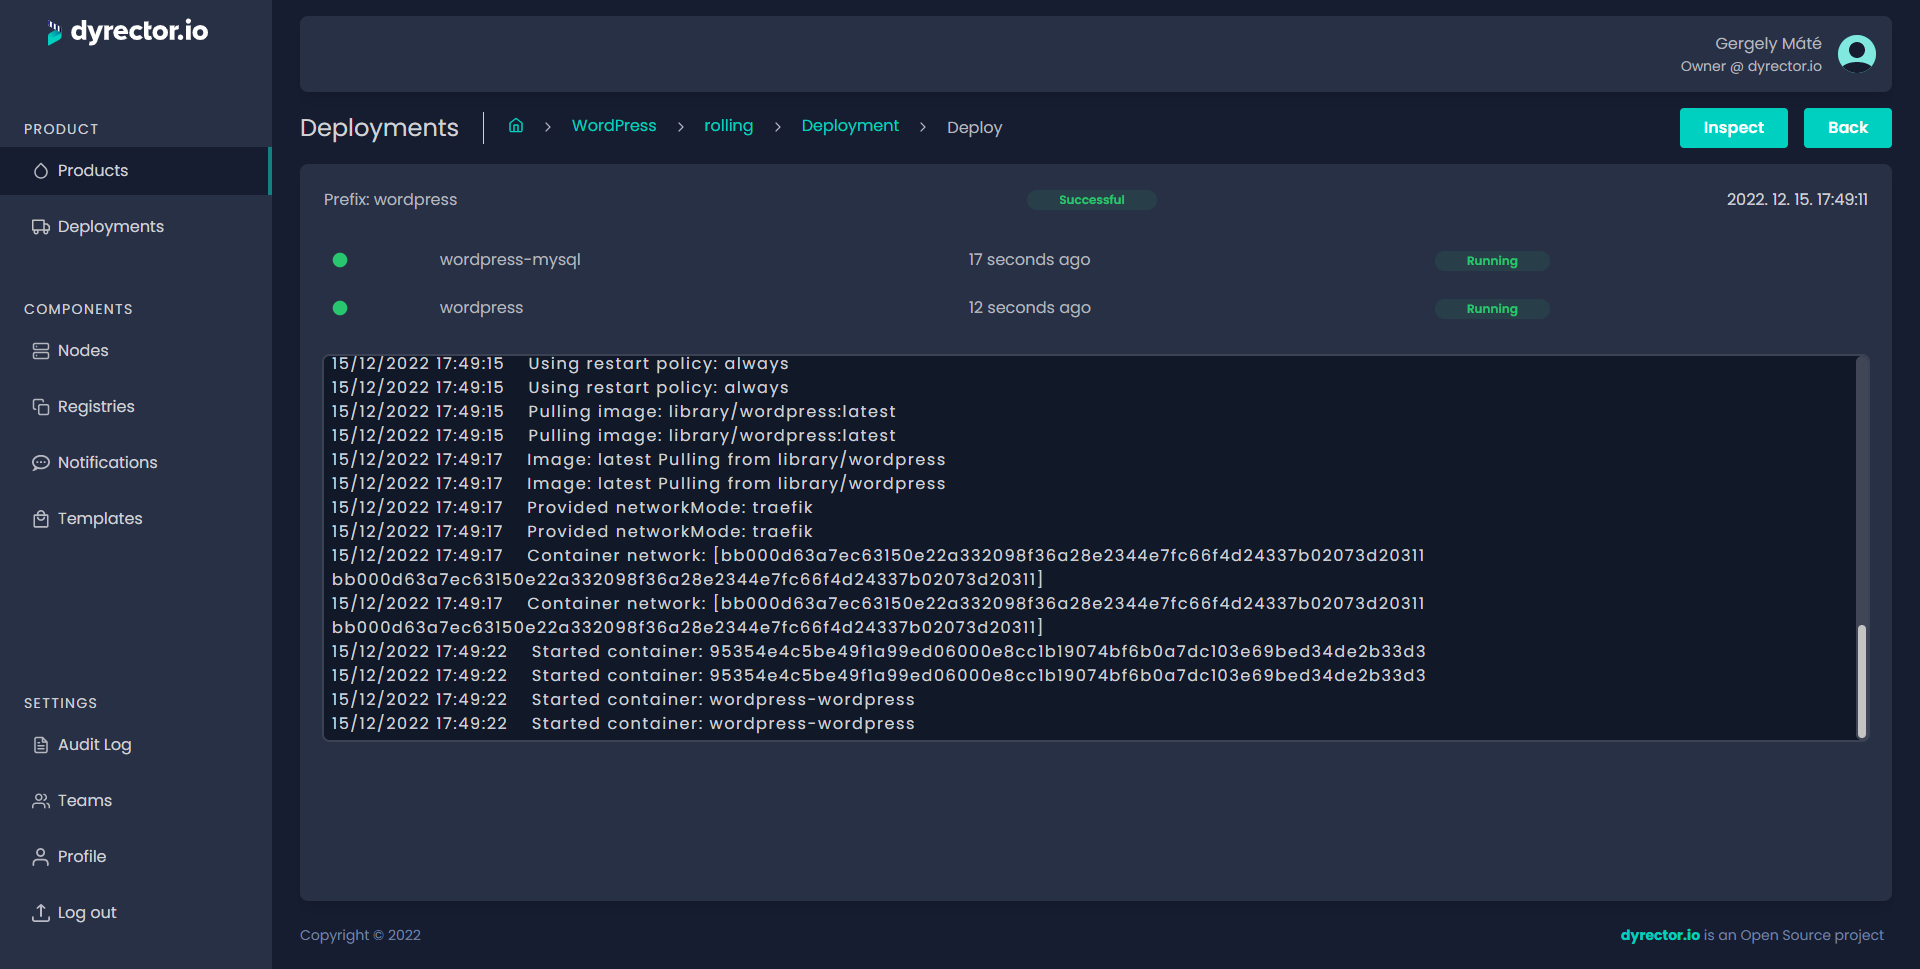 dyrector.io
Gergely Máté
Owner @ dyrector.io
PRODUCT
Products
Deployments
COMPONENTS
Nodes
Registries
Notifications
Templates
SETTINGS
Audit Log
Teams
Profile
Log out
Deployments WordPress rolling Deployment Deploy
Inspect Back
Prefix: wordpress Successful 2022. 12. 15. 17:49:11
wordpress-mysql 17 seconds ago Running
wordpress 12 seconds ago Running
15/12/2022 17:49:15 Using restart policy: always
15/12/2022 17:49:15 Using restart policy: always
15/12/2022 17:49:15 Pulling image: library/wordpress:latest
15/12/2022 17:49:15 Pulling image: library/wordpress:latest
15/12/2022 17:49:17 Image: latest Pulling from library/wordpress
15/12/2022 17:49:17 Image: latest Pulling from library/wordpress
15/12/2022 17:49:17 Provided networkMode: traefik
15/12/2022 17:49:17 Provided networkMode: traefik
15/12/2022 17:49:17 Container network: [bb000d63a7ec63150e22a332098f36a28e2344e7fc66f4d24337b02073d20311
bb000d63a7ec63150e22a332098f36a28e2344e7fc66f4d24337b02073d20311]
15/12/2022 17:49:17 Container network: [bb000d63a7ec63150e22a332098f36a28e2344e7fc66f4d24337b02073d20311
bb000d63a7ec63150e22a332098f36a28e2344e7fc66f4d24337b02073d20311]
15/12/2022 17:49:22 Started container: 95354e4c5be49f1a99ed06000e8cc1b19074bf6b0a7dc103e69bed34de2b33d3
15/12/2022 17:49:22 Started container: 95354e4c5be49f1a99ed06000e8cc1b19074bf6b0a7dc103e69bed34de2b33d3
15/12/2022 17:49:22 Started container: wordpress-wordpress
15/12/2022 17:49:22 Started container: wordpress-wordpress
Copyright © 2022
dyrector.io is an Open Source project